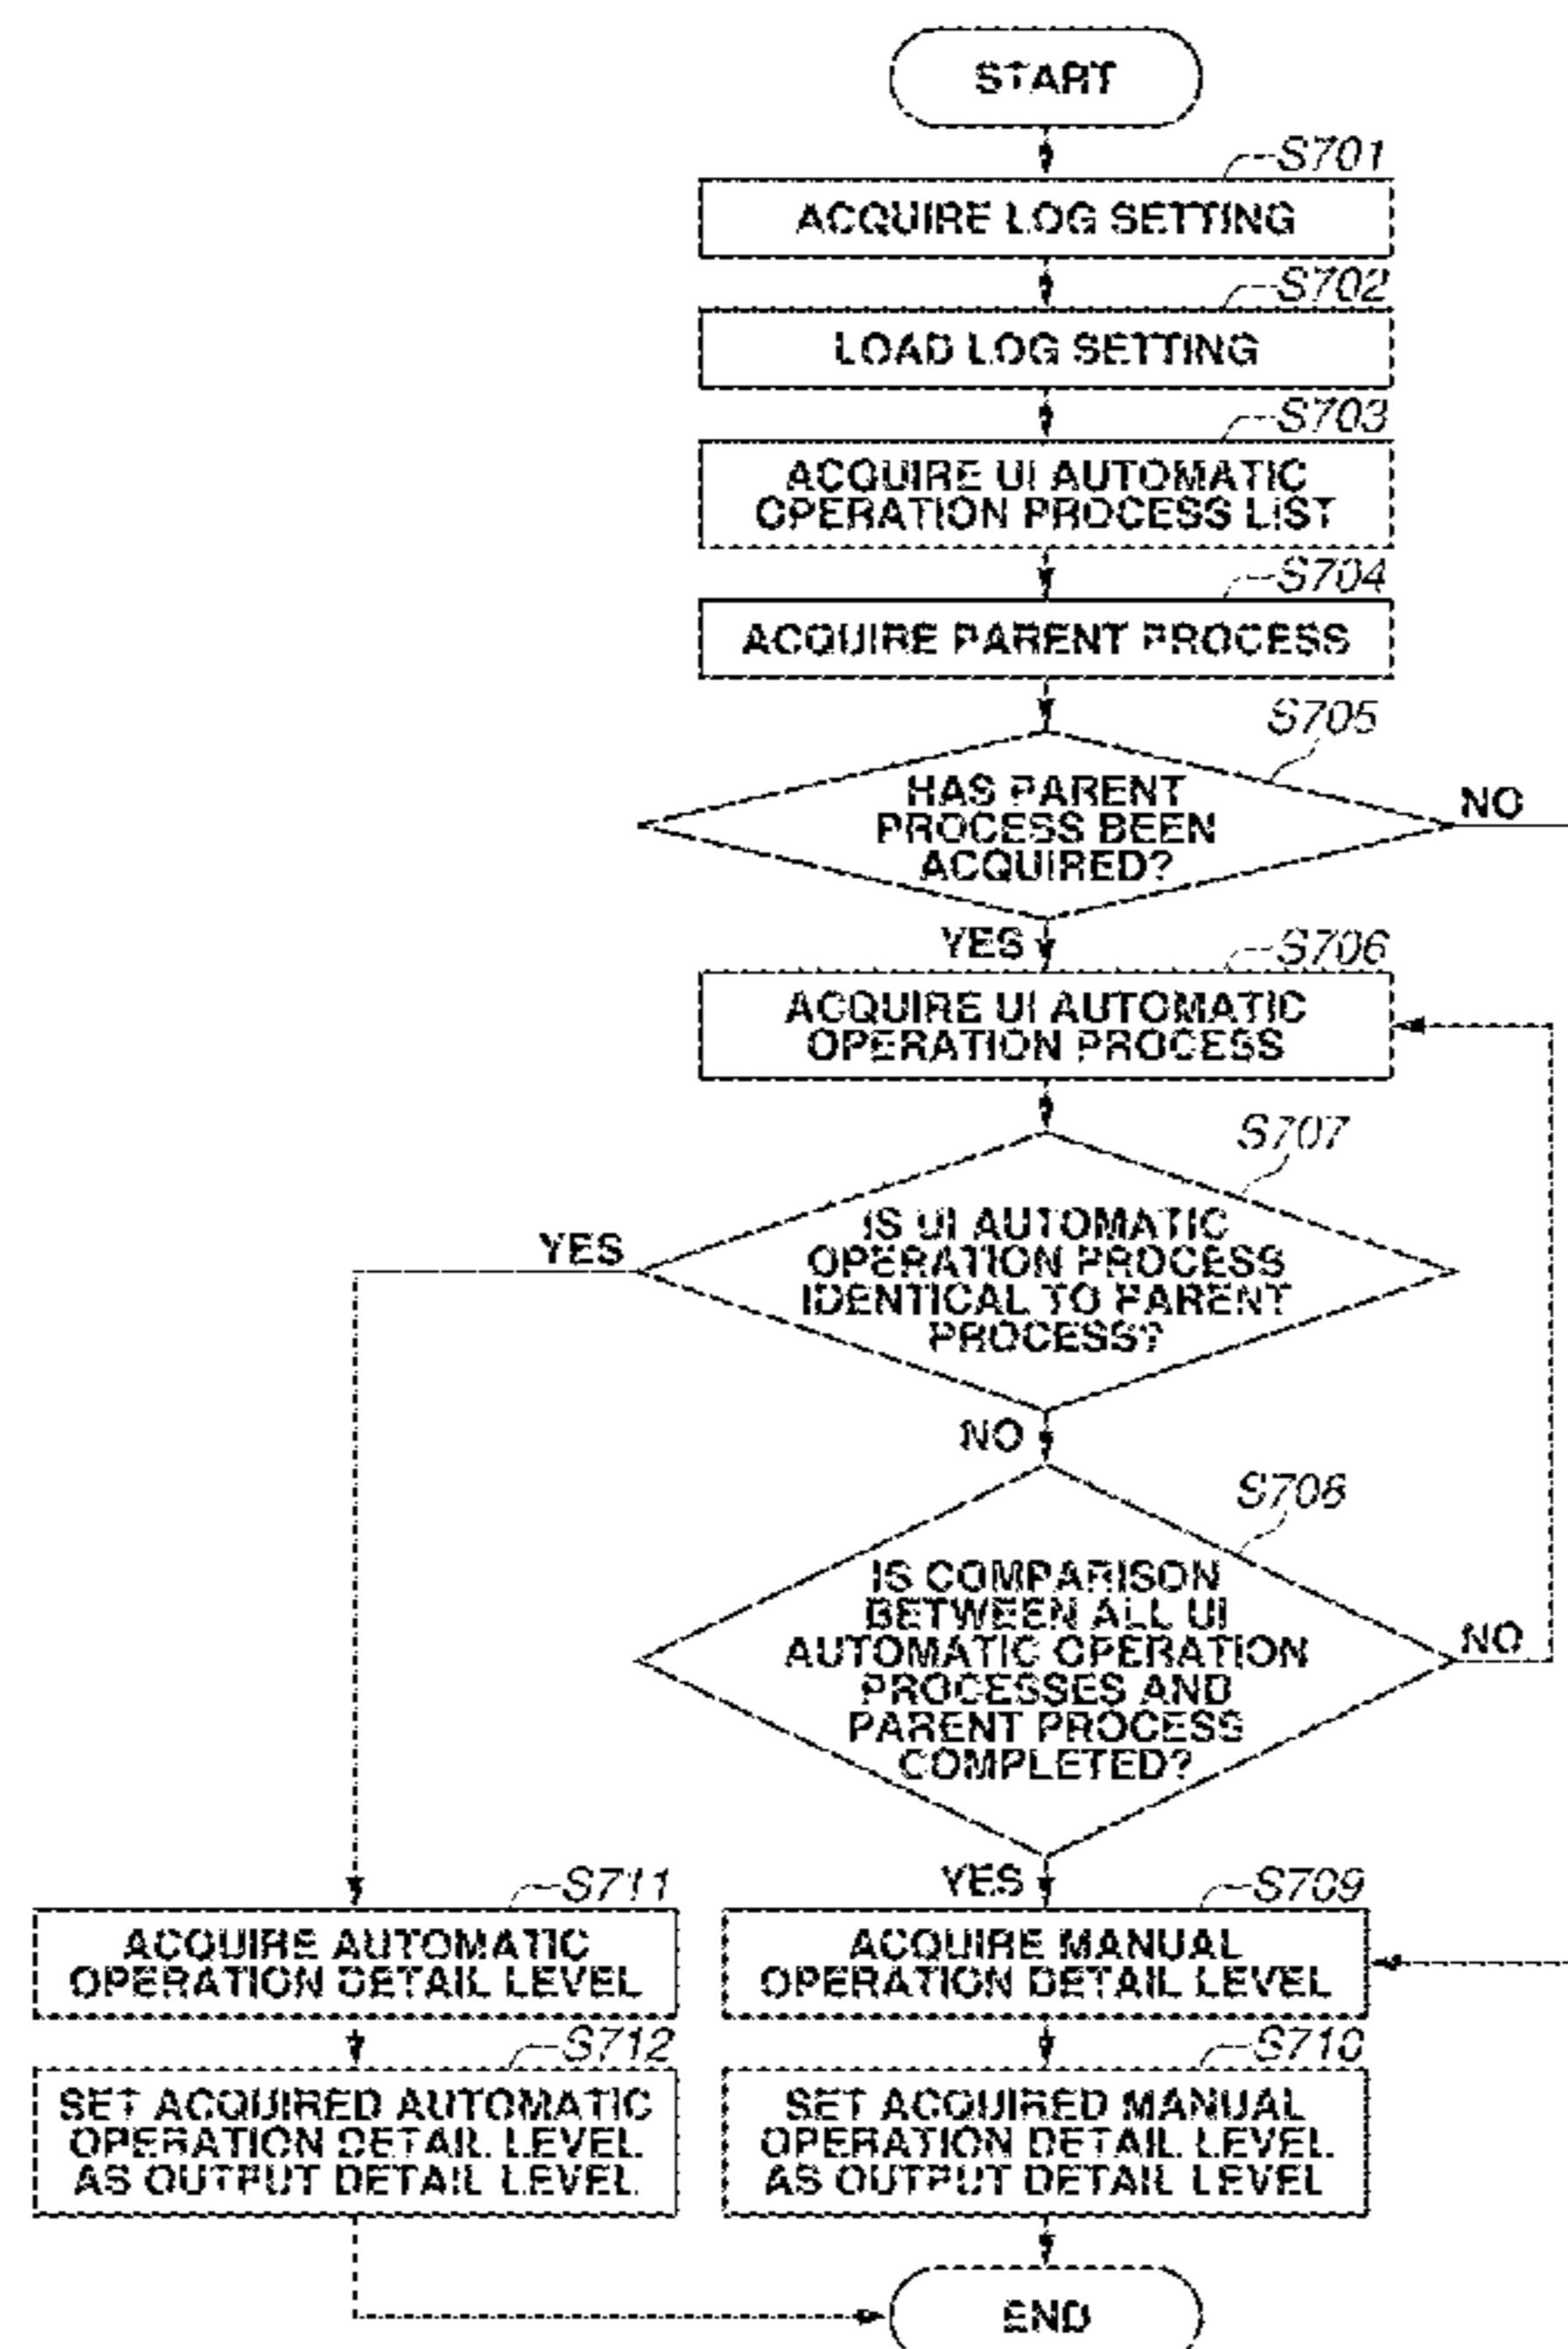 START
S701
ACQUIRE LOG SETTING
S702
LOAD LOG SETTING
S703
ACQUIRE UI AUTOMATIC
OPERATION PROCESS LIST
S704
ACQUIRE PARENT PROCESS
S705
HAS PARENT
PROCESS BEEN
ACQUIRED?
NO
YES
S706
ACQUIRE UI AUTOMATIC
OPERATION PROCESS
S707
IS UI AUTOMATIC
OPERATION PROCESS
IDENTICAL TO PARENT
PROCESS?
YES
NO
S708
IS COMPARISON
BETWEEN ALL UI
AUTOMATIC OPERATION
PROCESSES AND
PARENT PROCESS
COMPLETED?
NO
YES
S711
ACQUIRE AUTOMATIC
OPERATION DETAIL LEVEL
S709
ACQUIRE MANUAL
OPERATION DETAIL LEVEL
S712
SET ACQUIRED AUTOMATIC
OPERATION DETAIL LEVEL
AS OUTPUT DETAIL LEVEL
S710
SET ACQUIRED MANUAL
OPERATION DETAIL LEVEL
AS OUTPUT DETAIL LEVEL
END